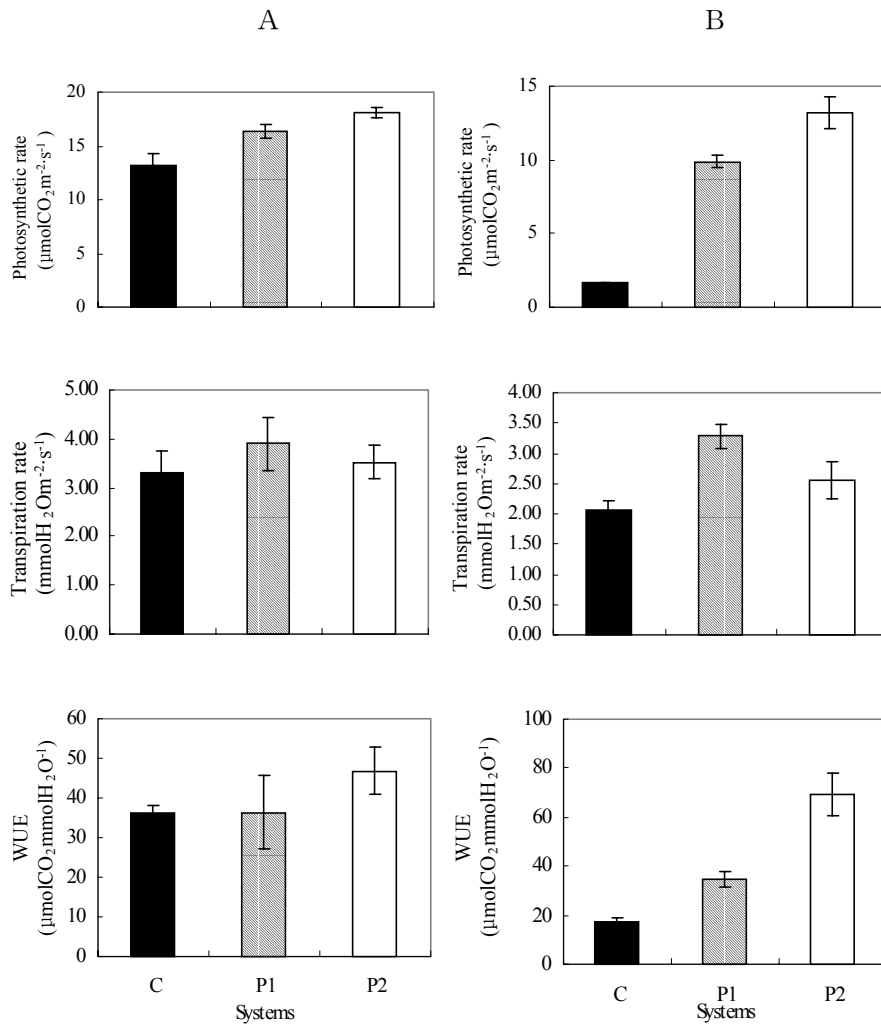 A
B
Photosynthetic rate
(μmolCO₂m⁻²·s⁻¹)
20
15
10
5
0
Photosynthetic rate
(μmolCO₂m⁻²·s⁻¹)
15
10
5
0
Transpiration rate
(mmolH₂Om⁻²·s⁻¹)
5.00
4.00
3.00
2.00
1.00
0.00
Transpiration rate
(mmolH₂Om⁻²·s⁻¹)
4.00
3.50
3.00
2.50
2.00
1.50
1.00
0.50
0.00
WUE
(μmolCO₂mmolH₂O⁻¹)
60
50
40
30
20
10
0
C P1 P2
Systems
WUE
(μmolCO₂mmolH₂O⁻¹)
100
80
60
40
20
0
C P1 P2
Systems